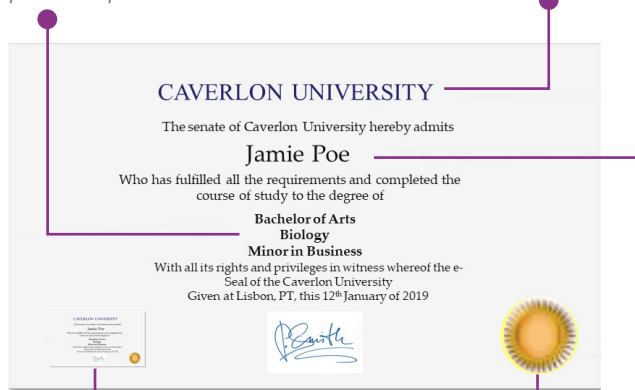 CAVERLON UNIVERSITY
The senate of Caverlon University hereby admits
Jamie Poe
Who has fulfilled all the requirements and completed the
course of study to the degree of
Bachelor of Arts
Biology
Minor in Business
With all its rights and privileges in witness whereof the e-
Seal of the Caverlon University
Given at Lisbon, PT, this 12th January of 2019
CAVERLON UNIVERSITY
Jamie Poe